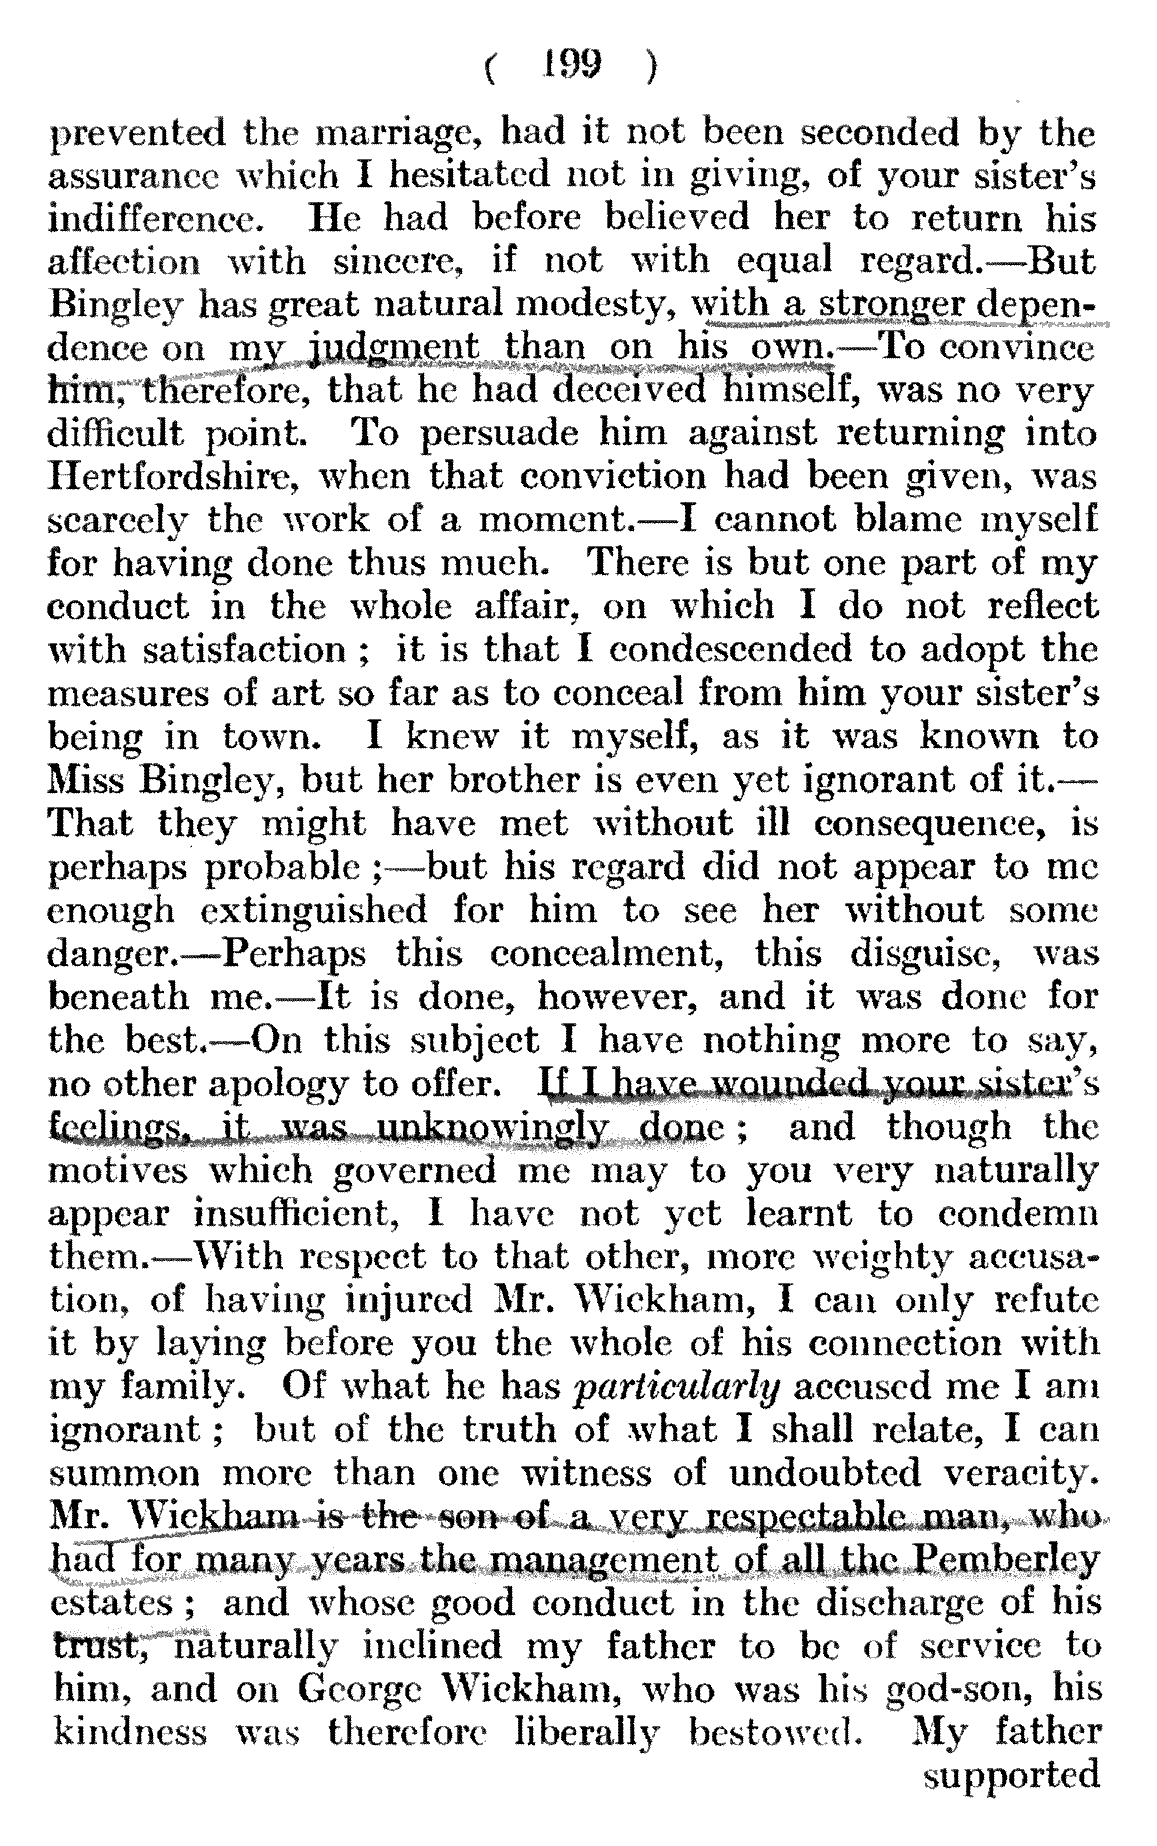 ( 199 )
prevented the marriage, had it not been seconded by the
assurance which I hesitated not in giving, of your sister's
indifference. He had before believed her to return his
affection with sincere, if not with equal regard.—But
Bingley has great natural modesty, with a stronger depen-
dence on my judgment than on his own.—To convince
him, therefore, that he had deceived himself, was no very
difficult point. To persuade him against returning into
Hertfordshire, when that conviction had been given, was
scarcely the work of a moment.—I cannot blame myself
for having done thus much. There is but one part of my
conduct in the whole affair, on which I do not reflect
with satisfaction ; it is that I condescended to adopt the
measures of art so far as to conceal from him your sister's
being in town. I knew it myself, as it was known to
Miss Bingley, but her brother is even yet ignorant of it.—
That they might have met without ill consequence, is
perhaps probable ;—but his regard did not appear to me
enough extinguished for him to see her without some
danger.—Perhaps this concealment, this disguise, was
beneath me.—It is done, however, and it was done for
the best.—On this subject I have nothing more to say,
no other apology to offer. If I have wounded your sister's
feelings, it was unknowingly done ; and though the
motives which governed me may to you very naturally
appear insufficient, I have not yet learnt to condemn
them.—With respect to that other, more weighty accusa-
tion, of having injured Mr. Wickham, I can only refute
it by laying before you the whole of his connection with
my family. Of what he has particularly accused me I am
ignorant ; but of the truth of what I shall relate, I can
summon more than one witness of undoubted veracity.
Mr. Wickham is the son of a very respectable man, who
had for many years the management of all the Pemberley
estates ; and whose good conduct in the discharge of his
trust, naturally inclined my father to be of service to
him, and on George Wickham, who was his god-son, his
kindness was therefore liberally bestowed. My father
supported